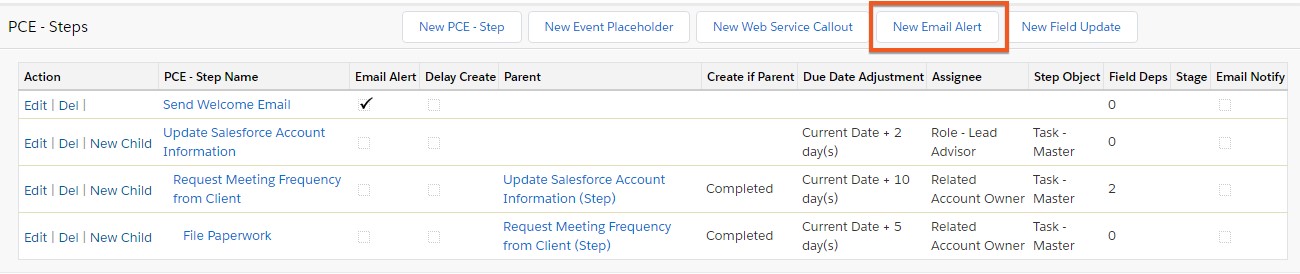 PCE - Steps New PCE - Step New Event Placeholder New Web Service Callout New Email Alert New Field Update
Action PCE - Step Name Email Alert Delay Create Parent Create if Parent Due Date Adjustment Assignee Step Object Field Deps Stage Email Notify
Edit | Del | Send Welcome Email 0
Edit | Del | New Child Update Salesforce Account Information Current Date + 2 day(s) Role - Lead Advisor Task - Master 0
Edit | Del | New Child Request Meeting Frequency from Client Update Salesforce Account Information (Step) Completed Current Date + 10 day(s) Related Account Owner Task - Master 2
Edit | Del | New Child File Paperwork Request Meeting Frequency from Client (Step) Completed Current Date + 5 day(s) Related Account Owner Task - Master 0